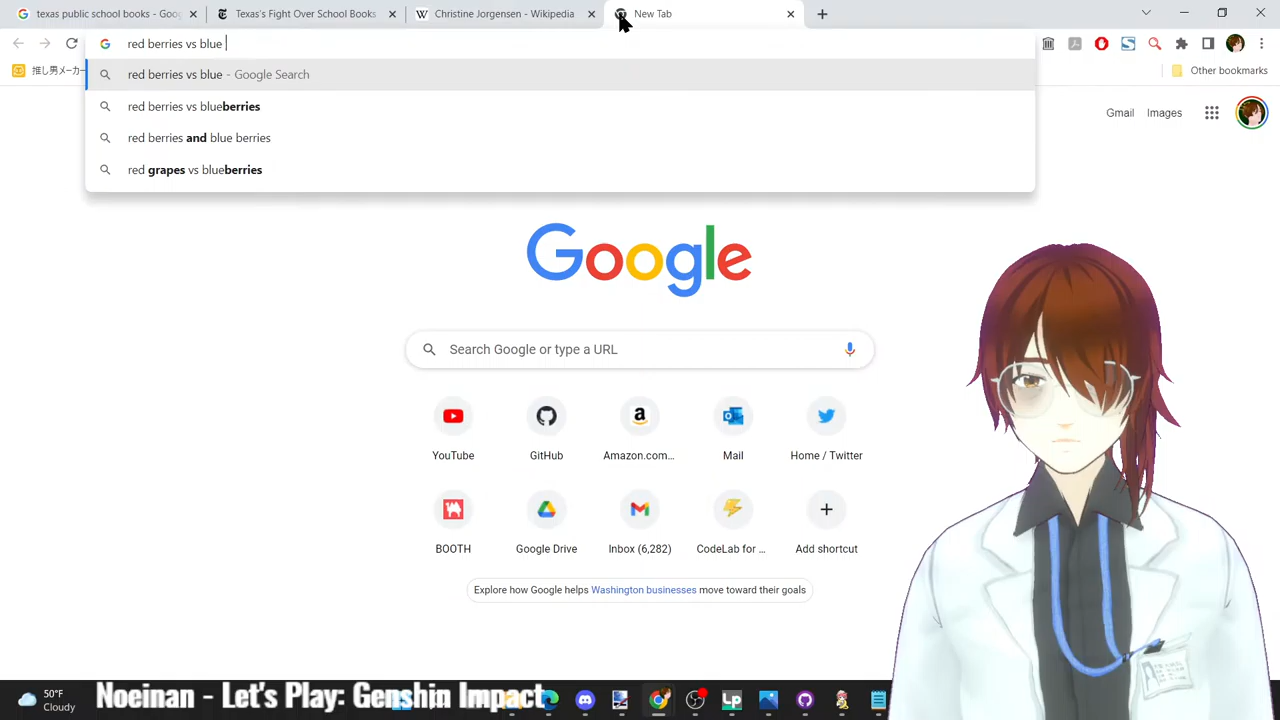 texas public school books - Goo
Texas's Fight Over School Books
Christine Jorgensen - Wikipedia
New Tab
red berries vs blue
推し男メーカー
Other bookmarks
red berries vs blue - Google Search
red berries vs blueberries
red berries and blue berries
red grapes vs blueberries
Gmail
Images
Google
Search Google or type a URL
YouTube
GitHub
Amazon.com...
Mail
Home / Twitter
BOOTH
Google Drive
Inbox (6,282)
CodeLab for ...
Add shortcut
Explore how Google helps Washington businesses move toward their goals
50°F
Cloudy
Noeinan - Let's Play: Genshin Impact